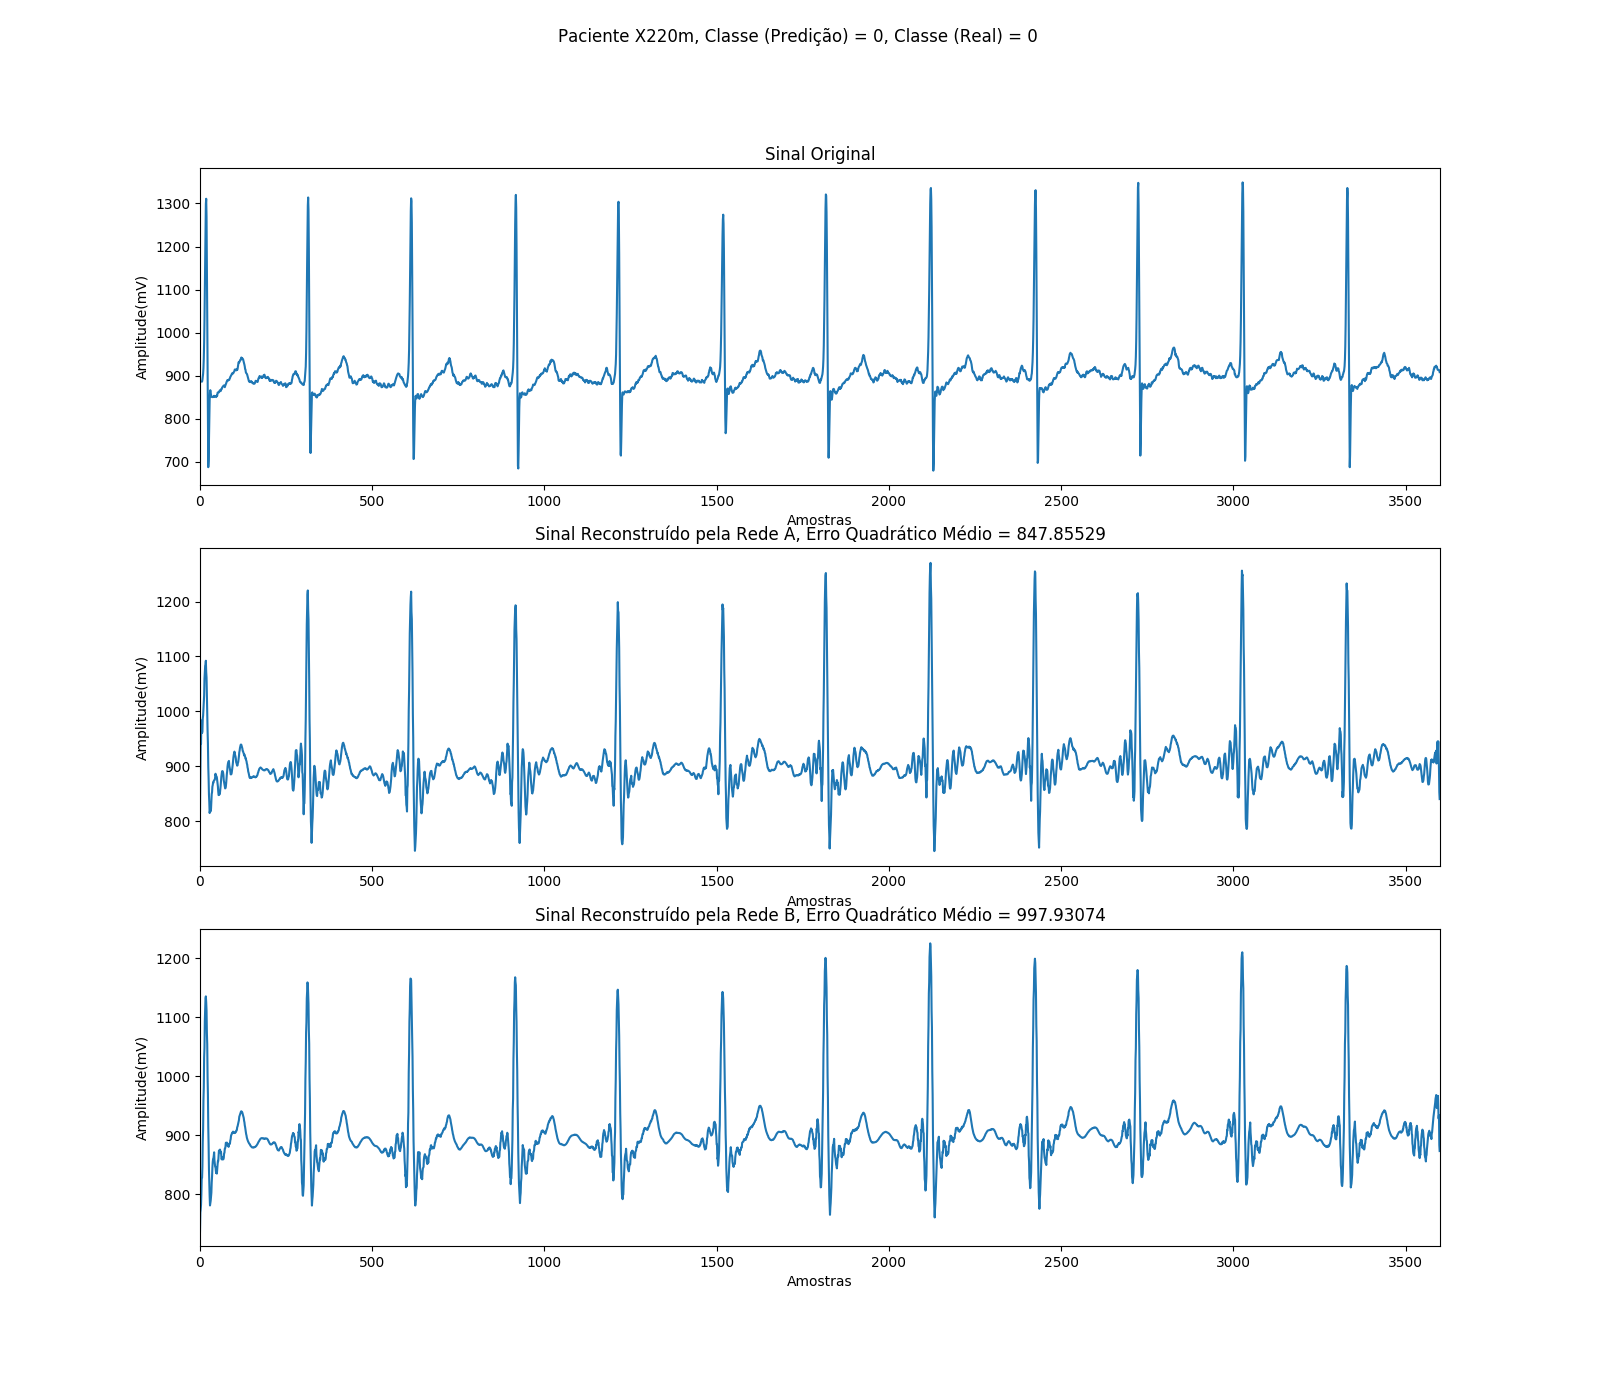 Paciente X220m, Classe (Predição) = 0, Classe (Real) = 0
Sinal Original
Amplitude(mV)
1300
1200
1100
1000
900
800
700
0 500 1000 1500 2000 2500 3000 3500
Amostras
Sinal Reconstruído pela Rede A, Erro Quadrático Médio = 847.85529
Amplitude(mV)
1200
1100
1000
900
800
0 500 1000 1500 2000 2500 3000 3500
Amostras
Sinal Reconstruído pela Rede B, Erro Quadrático Médio = 997.93074
Amplitude(mV)
1200
1100
1000
900
800
0 500 1000 1500 2000 2500 3000 3500
Amostras